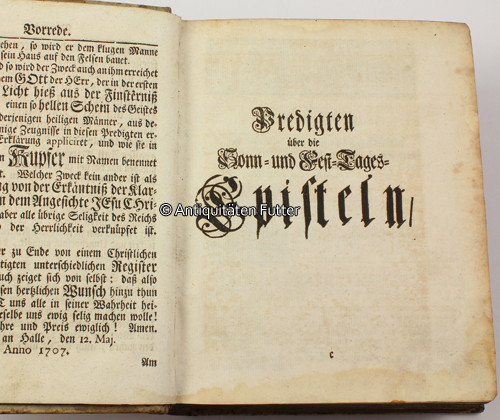 Vorrede.
ehen, so wird er dem klugen Manne
sein Haus auf den Felsen bauet.
d so wird der Zweck auch an ihm erreichet
em GOtt der HErr, der in der ersten
Licht hieß aus der Finsterniß
einen so hellen Schein des Geistes
derjenigen heiligen Männer, aus de-
nige Zeugnisse in diesen Predigten er-
Erklärung appliciret, und wie sie in
n Kupfer mit Namen benennet
t. Welcher Zweck kein ander ist als
g von der Erkäntniß der Klar-
n dem Angesichte JEsu CHri-
aber alle übrige Seligkeit des Reichs
der Herrlichkeit verknüpfet ist.
r zu Ende von einem Christlichen
tigten unterschiedlichen Register
uch zeiget sich von selbst: daß also
sen hertzlichen Wunsch hinzu thun
T uns alle in seiner Wahrheit hei-
eselbe uns ewig selig machen wolle!
hre und Preis ewiglich! Amen.
an Halle, den 12. Maj.
Anno 1707.
Am
Predigten
über die
Sonn- und Fest-Tages-
Episteln/
c
© Antiquitäten Futter